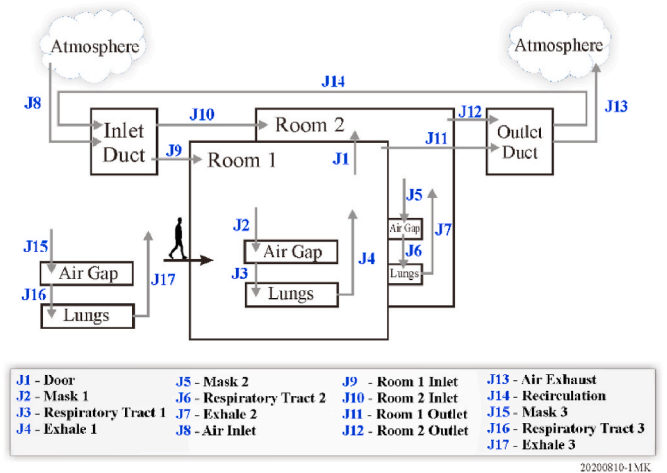 Atmosphere
Atmosphere
J14
J8
J13
J10
J12
Inlet
Duct
Room 2
Outlet
Duct
J9
Room 1
J1
J11
J5
J7
J2
Air Gap
J6
J15
Air Gap
J4
J17
Air Gap
J3
Lungs
J16
Lungs
Lungs
J1 - Door
J2 - Mask 1
J3 - Respiratory Tract 1
J4 - Exhale 1
J5 - Mask 2
J6 - Respiratory Tract 2
J7 - Exhale 2
J8 - Air Inlet
J9 - Room 1 Inlet
J10 - Room 2 Inlet
J11 - Room 1 Outlet
J12 - Room 2 Outlet
J13 - Air Exhaust
J14 - Recirculation
J15 - Mask 3
J16 - Respiratory Tract 3
J17 - Exhale 3
20200810-1MK